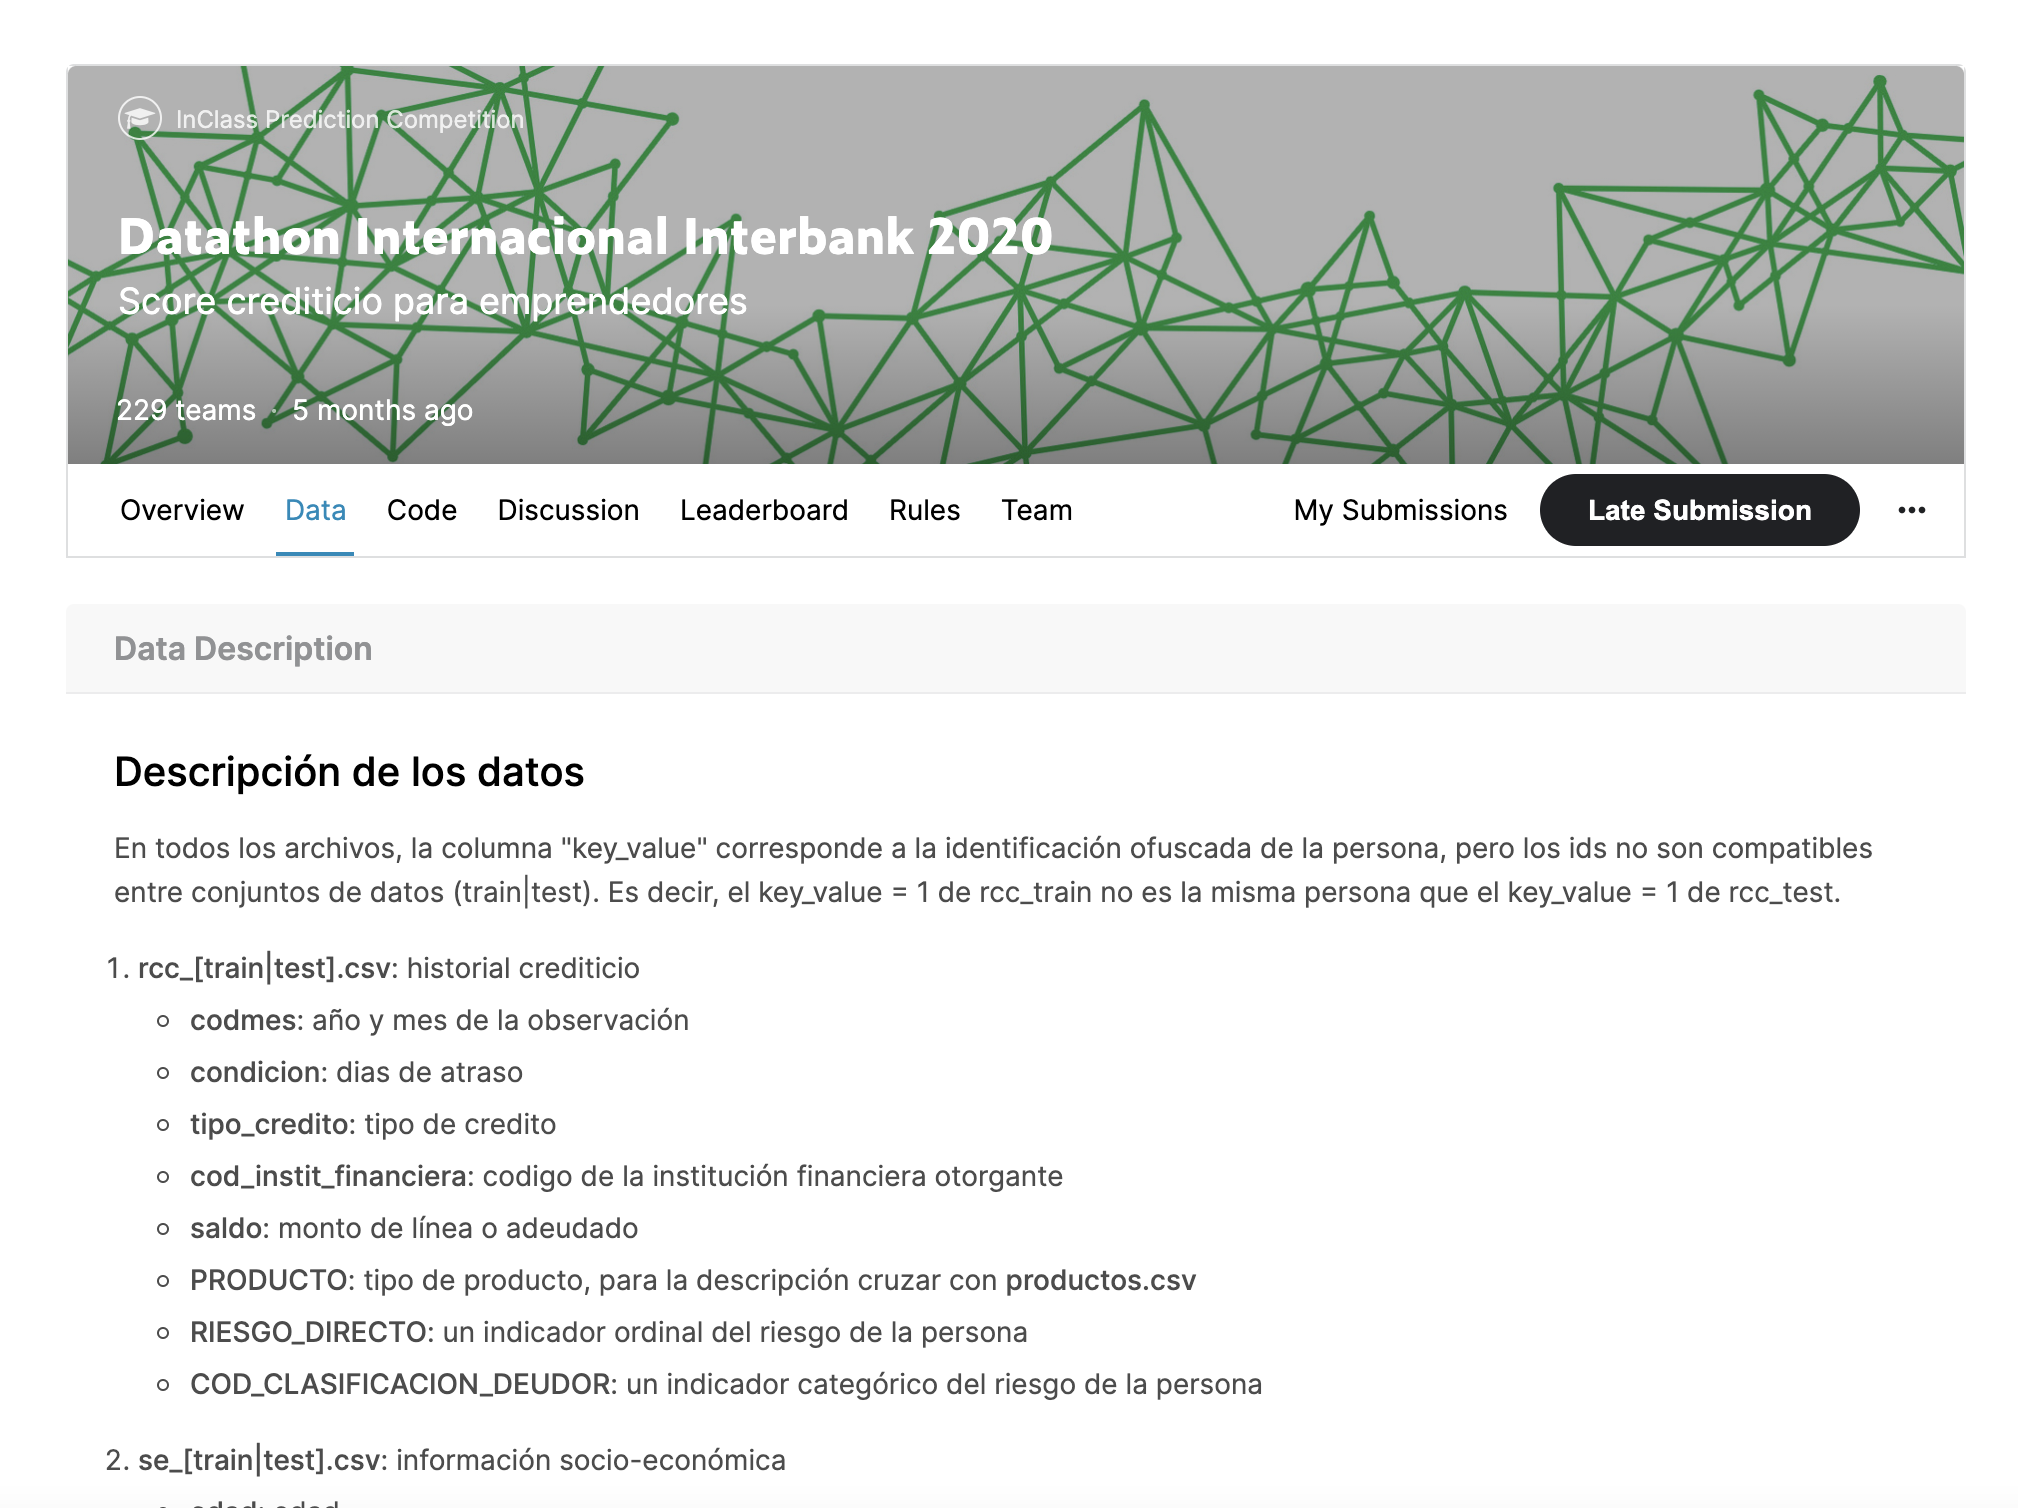 InClass Prediction Competition
Datathon Internacional Interbank 2020
Score crediticio para emprendedores
229 teams · 5 months ago
Overview Data Code Discussion Leaderboard Rules Team My Submissions Late Submission ...
Data Description
Descripción de los datos
En todos los archivos, la columna "key_value" corresponde a la identificación ofuscada de la persona, pero los ids no son compatibles
entre conjuntos de datos (train|test). Es decir, el key_value = 1 de rcc_train no es la misma persona que el key_value = 1 de rcc_test.
1. rcc_[train|test].csv: historial crediticio
codmes: año y mes de la observación
condicion: dias de atraso
tipo_credito: tipo de credito
cod_instit_financiera: codigo de la institución financiera otorgante
saldo: monto de línea o adeudado
PRODUCTO: tipo de producto, para la descripción cruzar con productos.csv
RIESGO_DIRECTO: un indicador ordinal del riesgo de la persona
COD_CLASIFICACION_DEUDOR: un indicador categórico del riesgo de la persona
2. se_[train|test].csv: información socio-económica
edad: edad